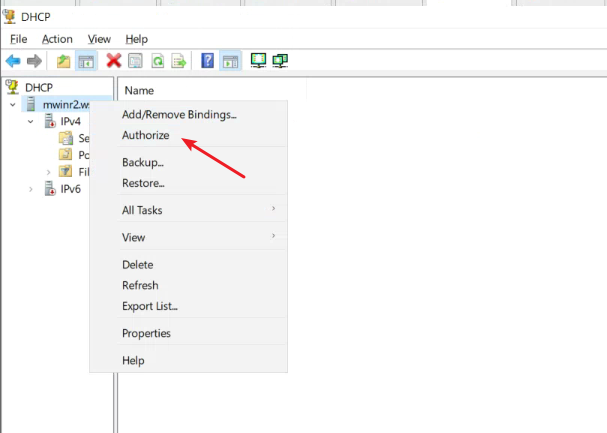 DHCP
File Action View Help
DHCP
Name
mwinr2.ws
Add/Remove Bindings...
IPv4
Authorize
Se
Po
Backup...
Fil
Restore...
IPv6
All Tasks
View
Delete
Refresh
Export List...
Properties
Help